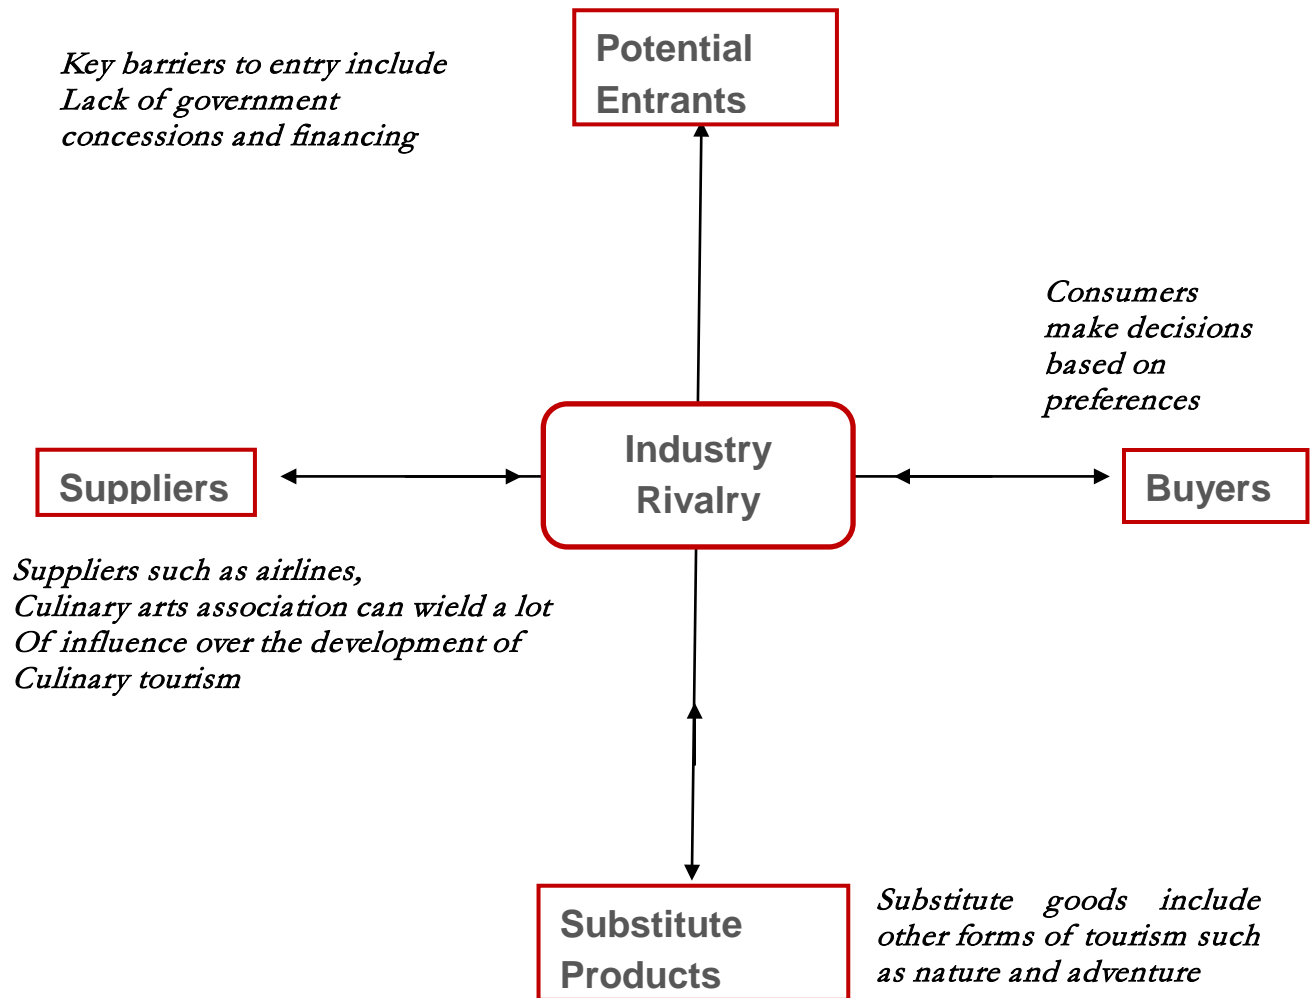 Key barriers to entry include
Lack of government
concessions and financing
Potential
Entrants
Consumers
make decisions
based on
preferences
Industry
Rivalry
Suppliers
Buyers
Suppliers such as airlines,
Culinary arts association can wield a lot
Of influence over the development of
Culinary tourism
Substitute
Products
Substitute goods include
other forms of tourism such
as nature and adventure